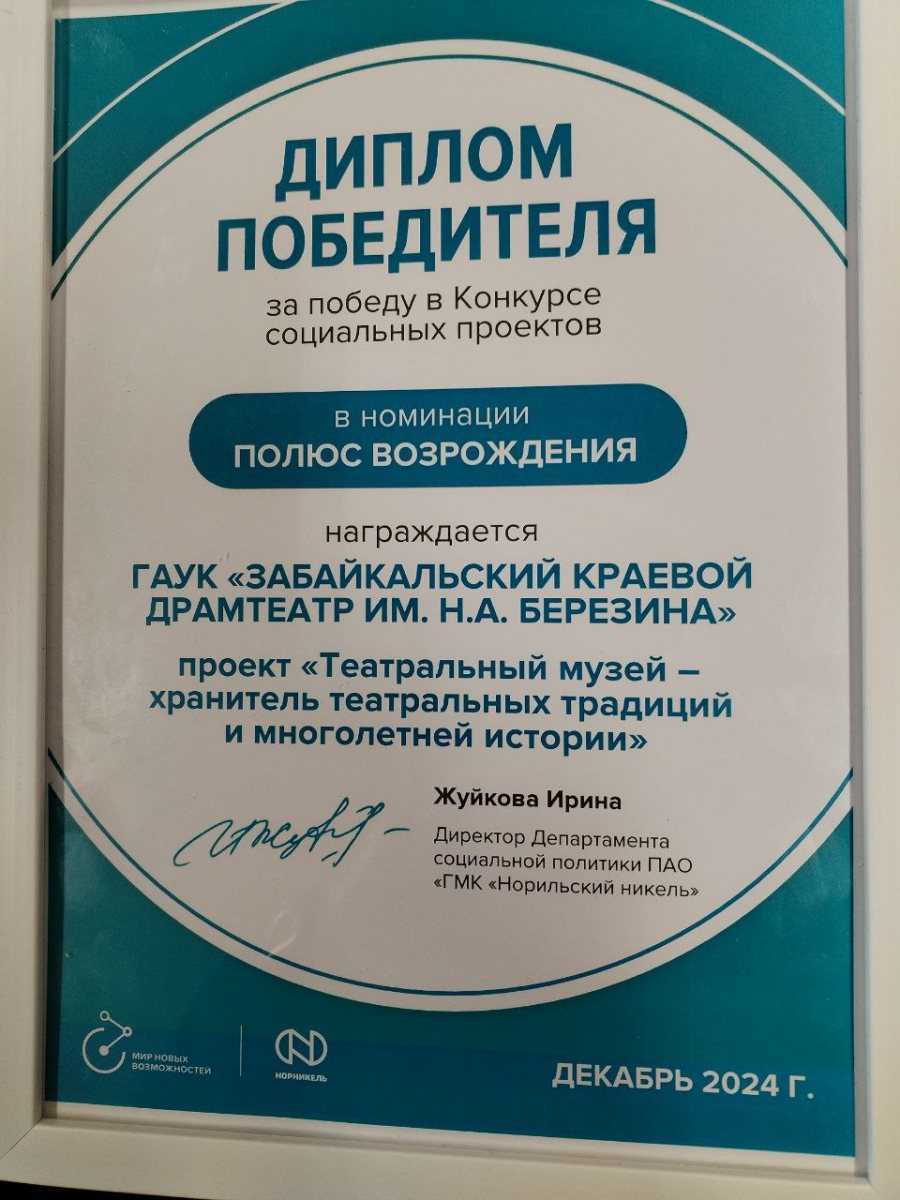 ДИПЛОМ
ПОБЕДИТЕЛЯ
за победу в Конкурсе
социальных проектов
в номинации
ПОЛЮС ВОЗРОЖДЕНИЯ
награждается
ГАУК «ЗАБАЙКАЛЬСКИЙ КРАЕВОЙ
ДРАМТЕАТР ИМ. Н.А. БЕРЕЗИНА»
проект «Театральный музей –
хранитель театральных традиций
и многолетней истории»
Жуйкова Ирина
Директор Департамента
социальной политики ПАО
«ГМК «Норильский никель»
МИР НОВЫХ
ВОЗМОЖНОСТЕЙ
НОРНИКЕЛЬ
ДЕКАБРЬ 2024 Г.